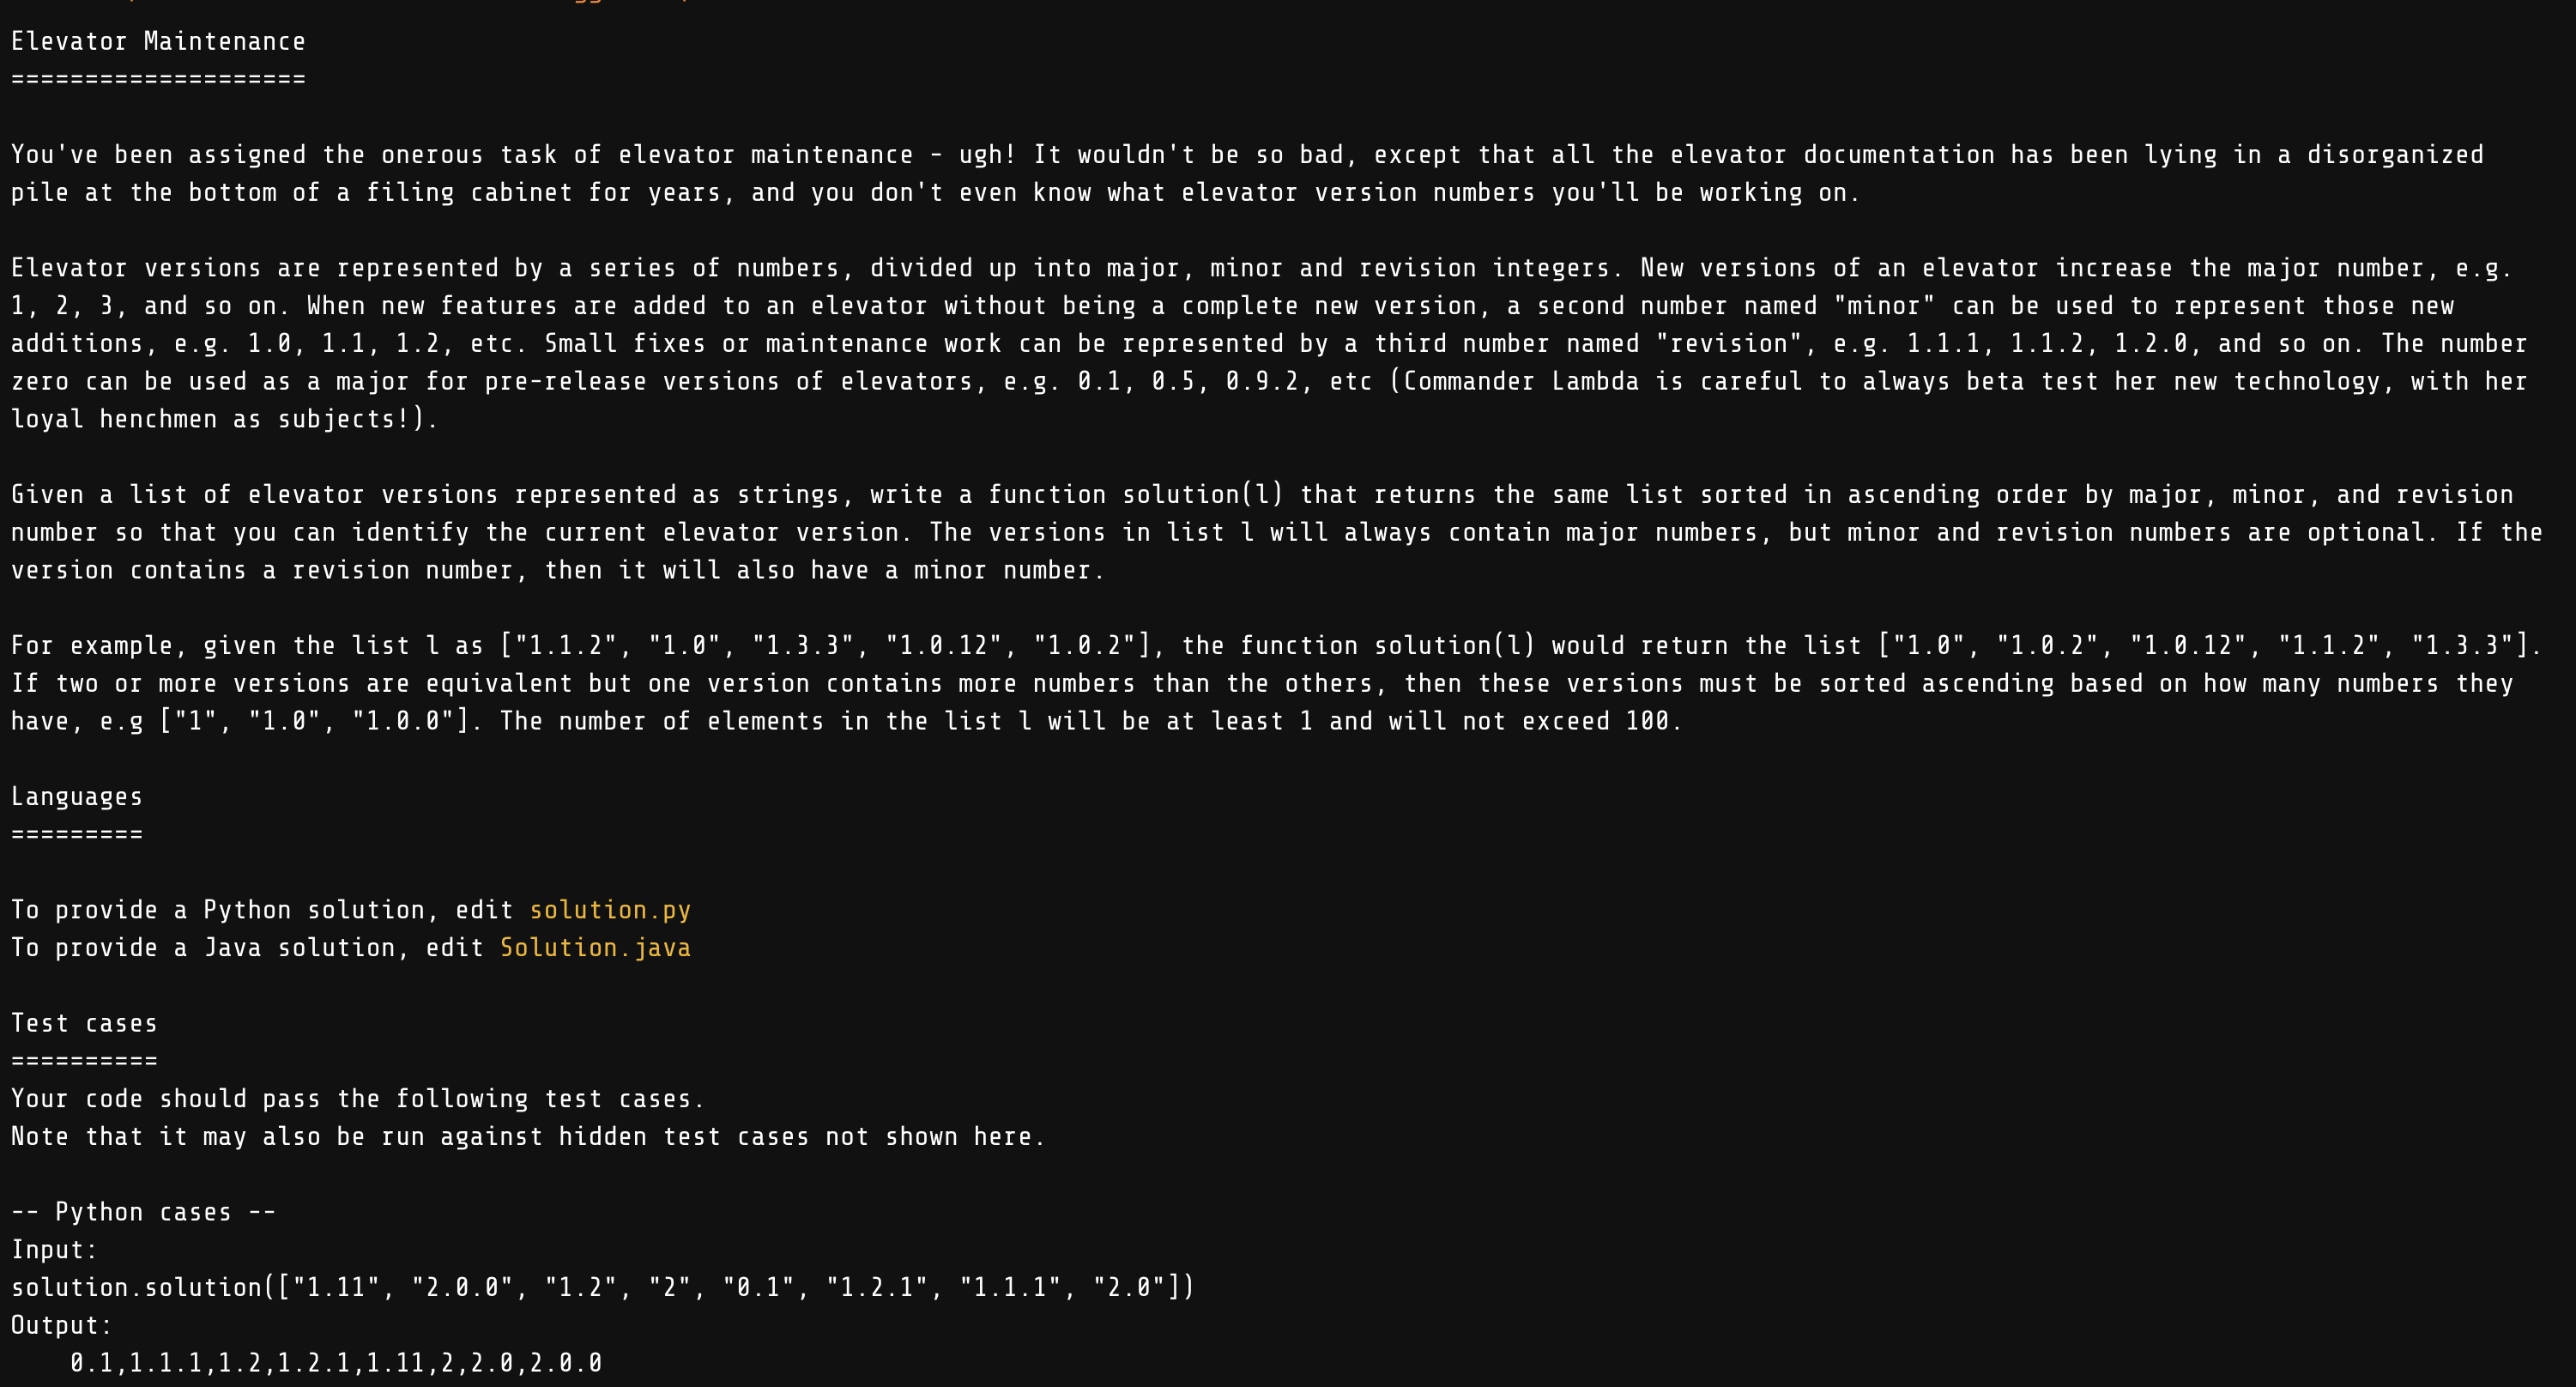 Elevator Maintenance
====================
You've been assigned the onerous task of elevator maintenance - ugh! It wouldn't be so bad, except that all the elevator documentation has been lying in a disorganized
pile at the bottom of a filing cabinet for years, and you don't even know what elevator version numbers you'll be working on.
Elevator versions are represented by a series of numbers, divided up into major, minor and revision integers. New versions of an elevator increase the major number, e.g.
1, 2, 3, and so on. When new features are added to an elevator without being a complete new version, a second number named "minor" can be used to represent those new
additions, e.g. 1.0, 1.1, 1.2, etc. Small fixes or maintenance work can be represented by a third number named "revision", e.g. 1.1.1, 1.1.2, 1.2.0, and so on. The number
zero can be used as a major for pre-release versions of elevators, e.g. 0.1, 0.5, 0.9.2, etc (Commander Lambda is careful to always beta test her new technology, with her
loyal henchmen as subjects!).
Given a list of elevator versions represented as strings, write a function solution(l) that returns the same list sorted in ascending order by major, minor, and revision
number so that you can identify the current elevator version. The versions in list l will always contain major numbers, but minor and revision numbers are optional. If the
version contains a revision number, then it will also have a minor number.
For example, given the list l as ["1.1.2", "1.0", "1.3.3", "1.0.12", "1.0.2"], the function solution(l) would return the list ["1.0", "1.0.2", "1.0.12", "1.1.2", "1.3.3"].
If two or more versions are equivalent but one version contains more numbers than the others, then these versions must be sorted ascending based on how many numbers they
have, e.g ["1", "1.0", "1.0.0"]. The number of elements in the list l will be at least 1 and will not exceed 100.
Languages
=========
To provide a Python solution, edit solution.py
To provide a Java solution, edit Solution.java
Test cases
==========
Your code should pass the following test cases.
Note that it may also be run against hidden test cases not shown here.
-- Python cases --
Input:
solution.solution(["1.11", "2.0.0", "1.2", "2", "0.1", "1.2.1", "1.1.1", "2.0"])
Output:
    0.1,1.1.1,1.2,1.2.1,1.11,2,2.0,2.0.0